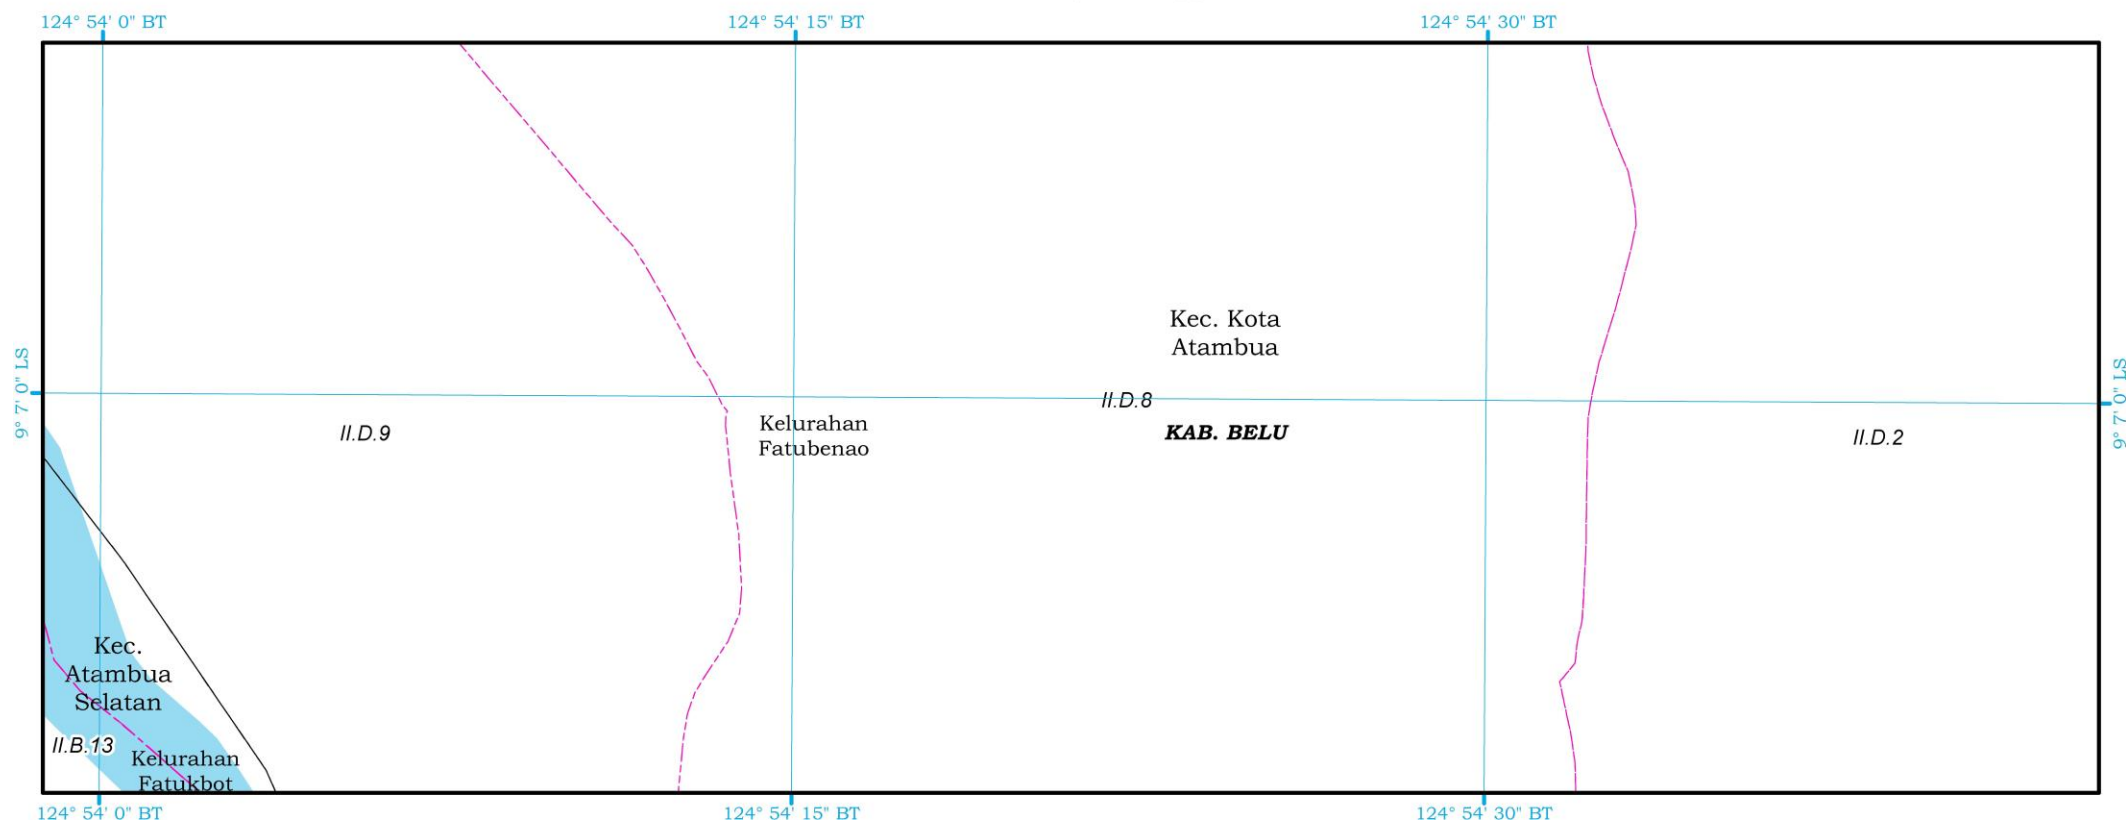 124° 54' 0" BT
124° 54' 15" BT
124° 54' 30" BT
9° 7' 0" LS
9° 7' 0" LS
Kec. Kota
Atambua
II.D.8
KAB. BELU
II.D.9
Kelurahan
Fatubenao
II.D.2
Kec.
Atambua
Selatan
II.B.13
Kelurahan
Fatukbot
124° 54' 0" BT
124° 54' 15" BT
124° 54' 30" BT